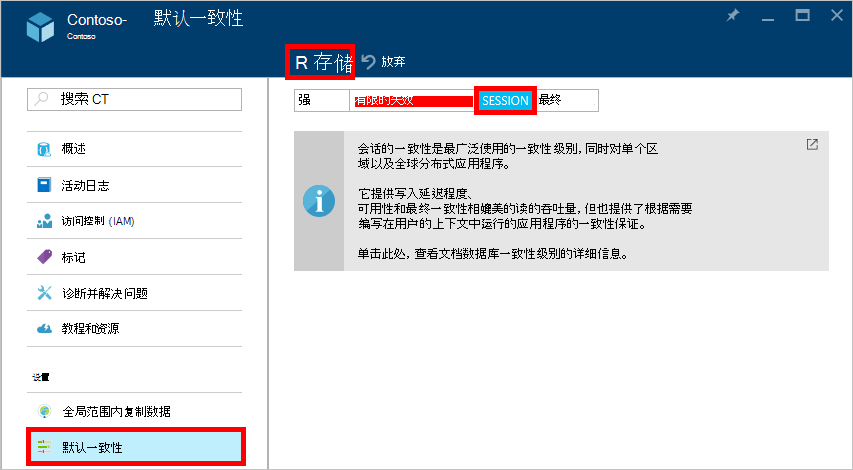 Contoso-
默认一致性
Contoso
R 存储
放弃
搜索 CT
强
有限的失效
SESSION
最终
概述
活动日志
访问控制 (IAM)
标记
诊断并解决问题
教程和资源
设置
全局范围内复制数据
默认一致性
会话的一致性是最广泛使用的一致性级别,同时对单个区
域以及全球分布式应用程序。
它提供写入延迟程度、
可用性和最终一致性相媲美的读的吞吐量,但也提供了根据需要
编写在用户的上下文中运行的应用程序的一致性保证。
单击此处,查看文档数据库一致性级别的详细信息。